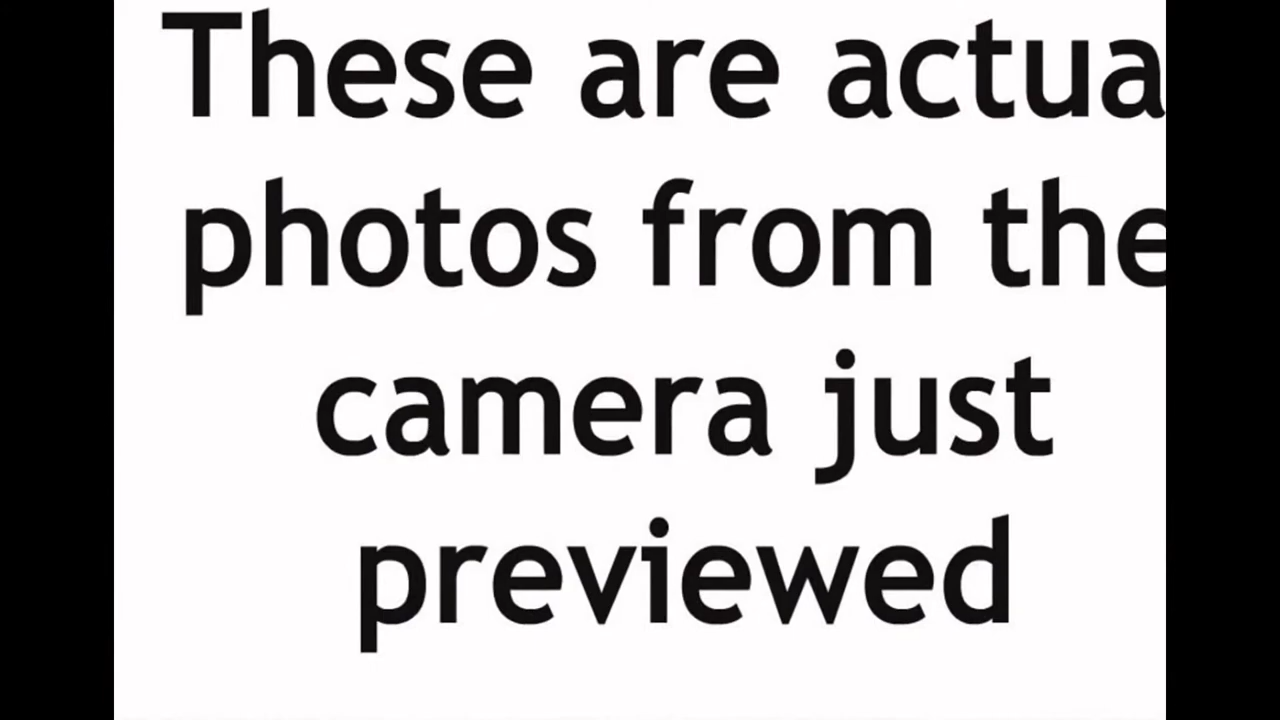 These are actua
photos from the
camera just
previewed